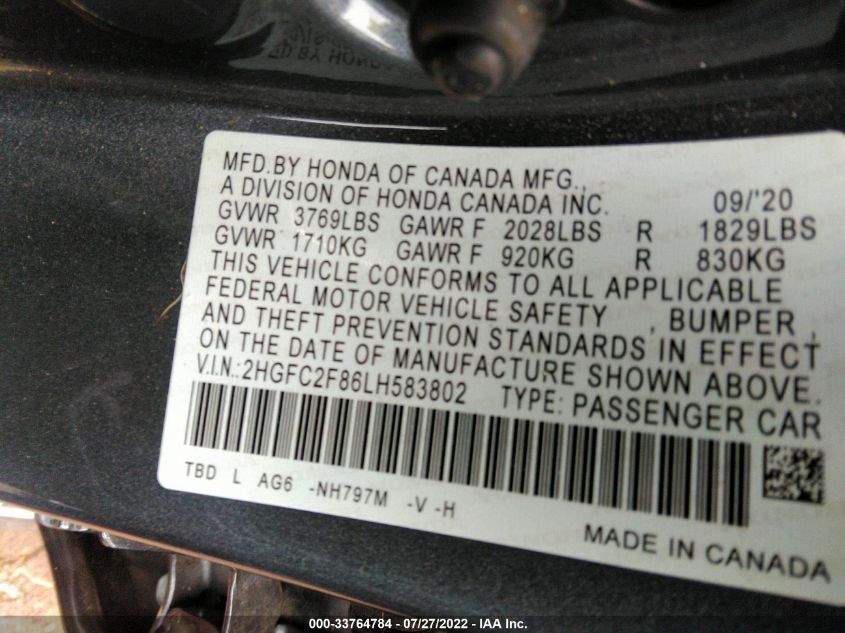 MFD.BY HONDA OF CANADA MFG.,
A DIVISION OF HONDA CANADA INC. 09/'20
GVWR 3769LBS GAWR F 2028LBS R 1829LBS
GVWR 1710KG GAWR F 920KG R 830KG
THIS VEHICLE CONFORMS TO ALL APPLICABLE
FEDERAL MOTOR VEHICLE SAFETY , BUMPER ,
AND THEFT PREVENTION STANDARDS IN EFFECT
ON THE DATE OF MANUFACTURE SHOWN ABOVE.
V.I.N.:2HGFC2F86LH583802 TYPE: PASSENGER CAR
TBD L AG6 -NH797M -V -H
MADE IN CANADA
000-33764784 / 07/27/2022 - IAA Inc.